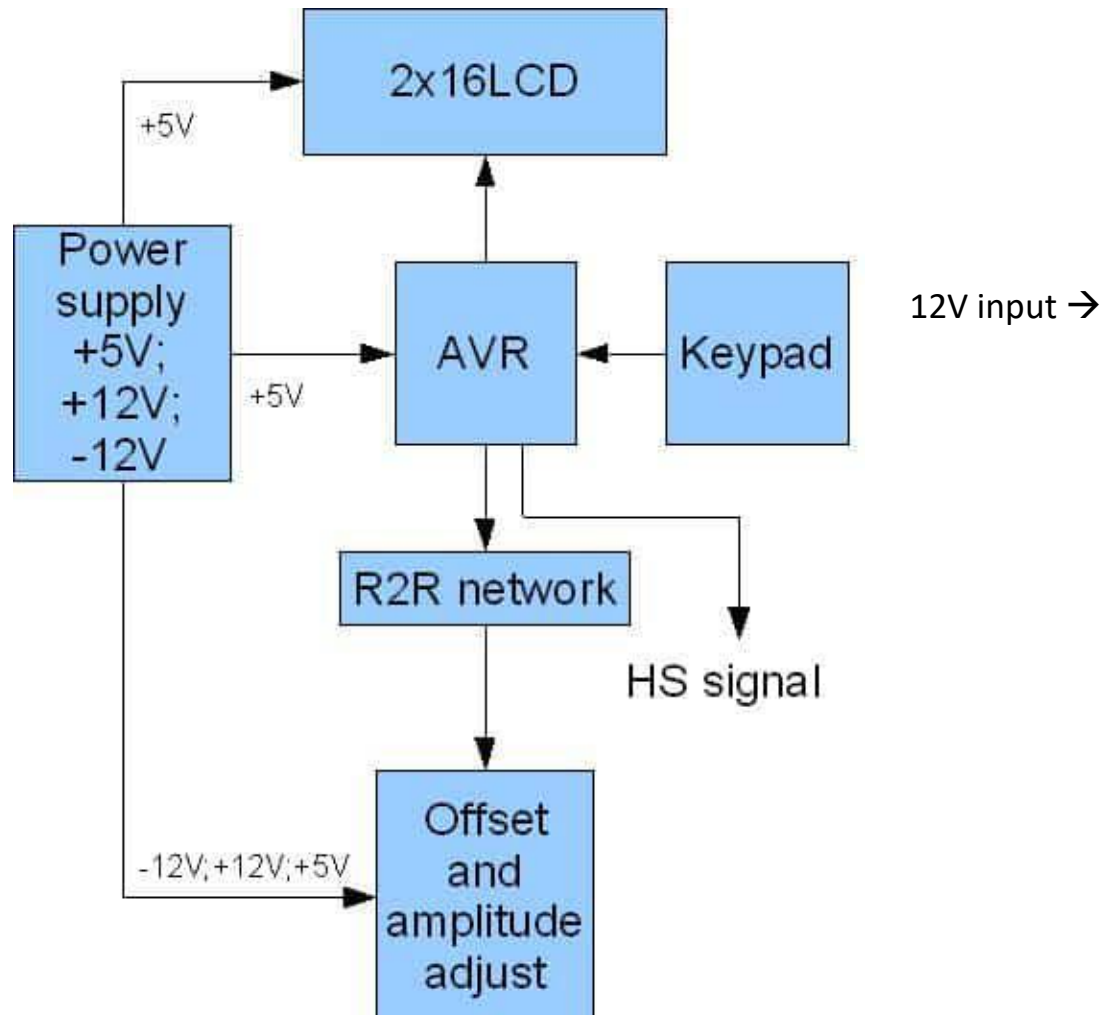 2x16LCD
+5V
Power
supply
+5V;
+12V;
-12V
+5V
AVR
Keypad
12V input →
R2R network
HS signal
-12V;+12V;+5V
Offset
and
amplitude
adjust